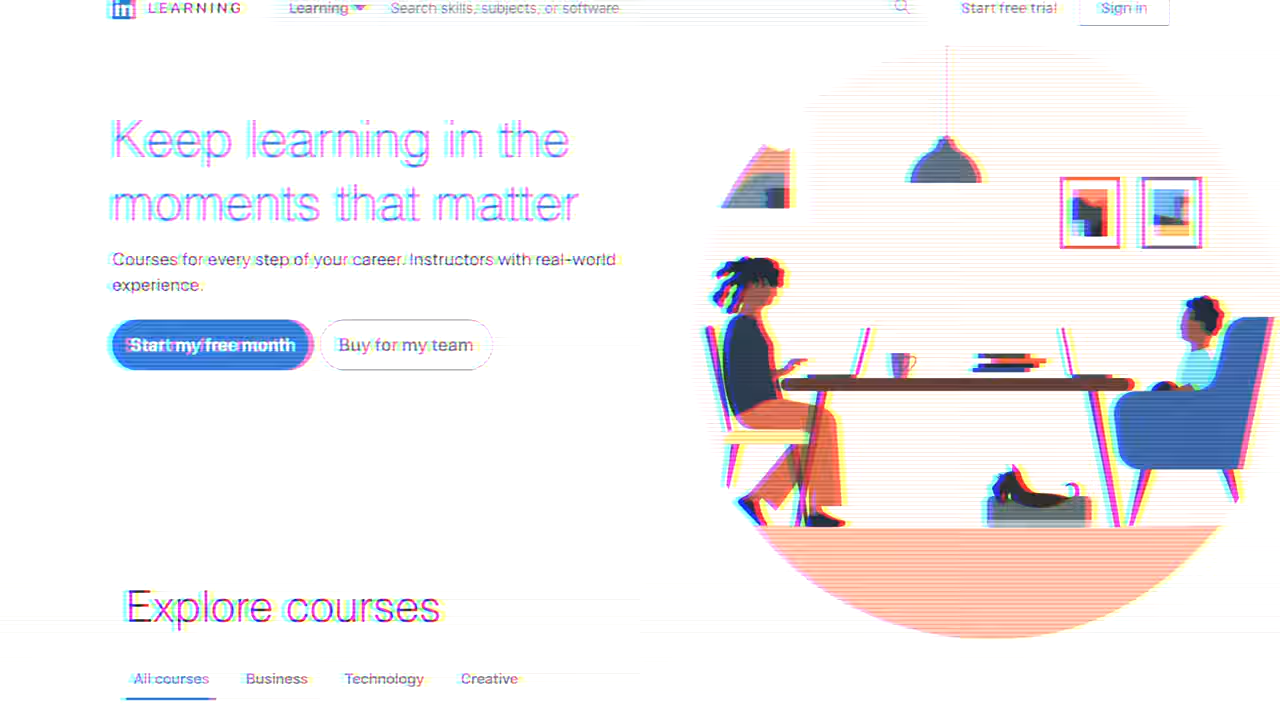 in LEARNING Learning Search skills, subjects, or software Start free trial Sign in
Keep learning in the
moments that matter
Courses for every step of your career. Instructors with real-world
experience.
Start my free month Buy for my team
Explore courses
All courses Business Technology Creative